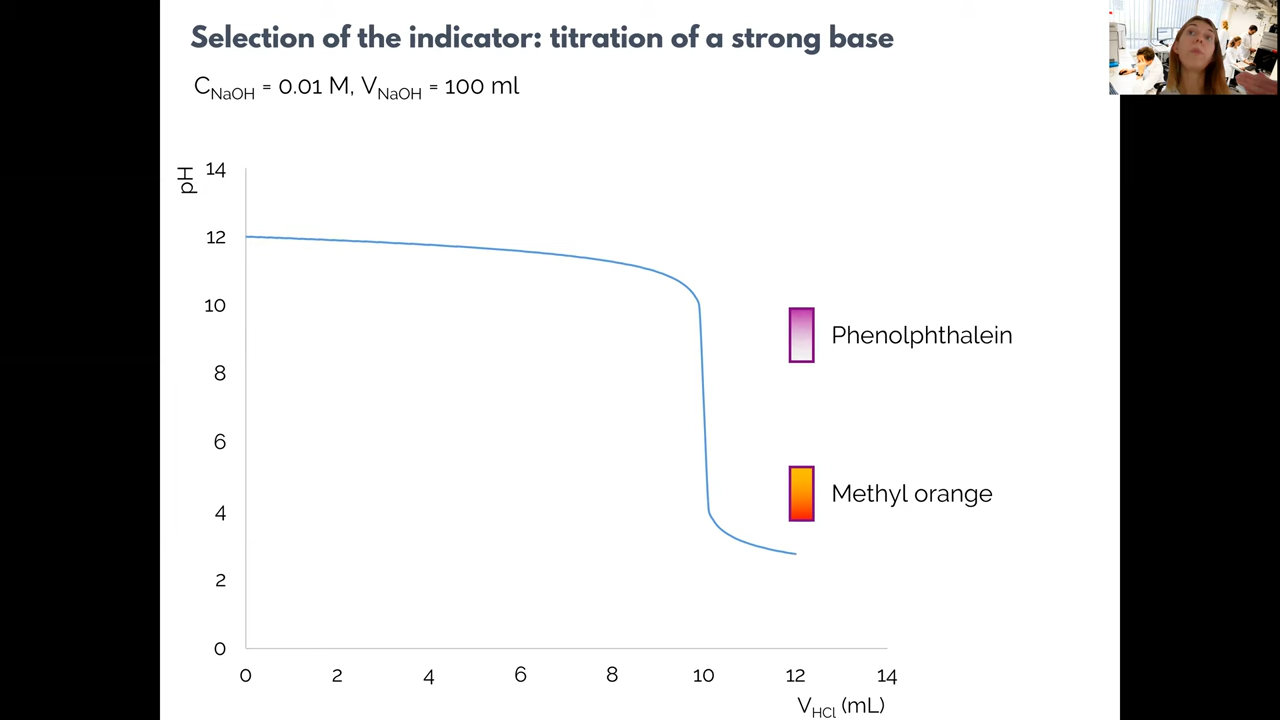 Selection of the indicator: titration of a strong base
CNaOH = 0.01 M, VNaOH = 100 ml
pH
14
12
10
8
6
4
2
0
Phenolphthalein
Methyl orange
0 2 4 6 8 10 12 14
VHCl (mL)